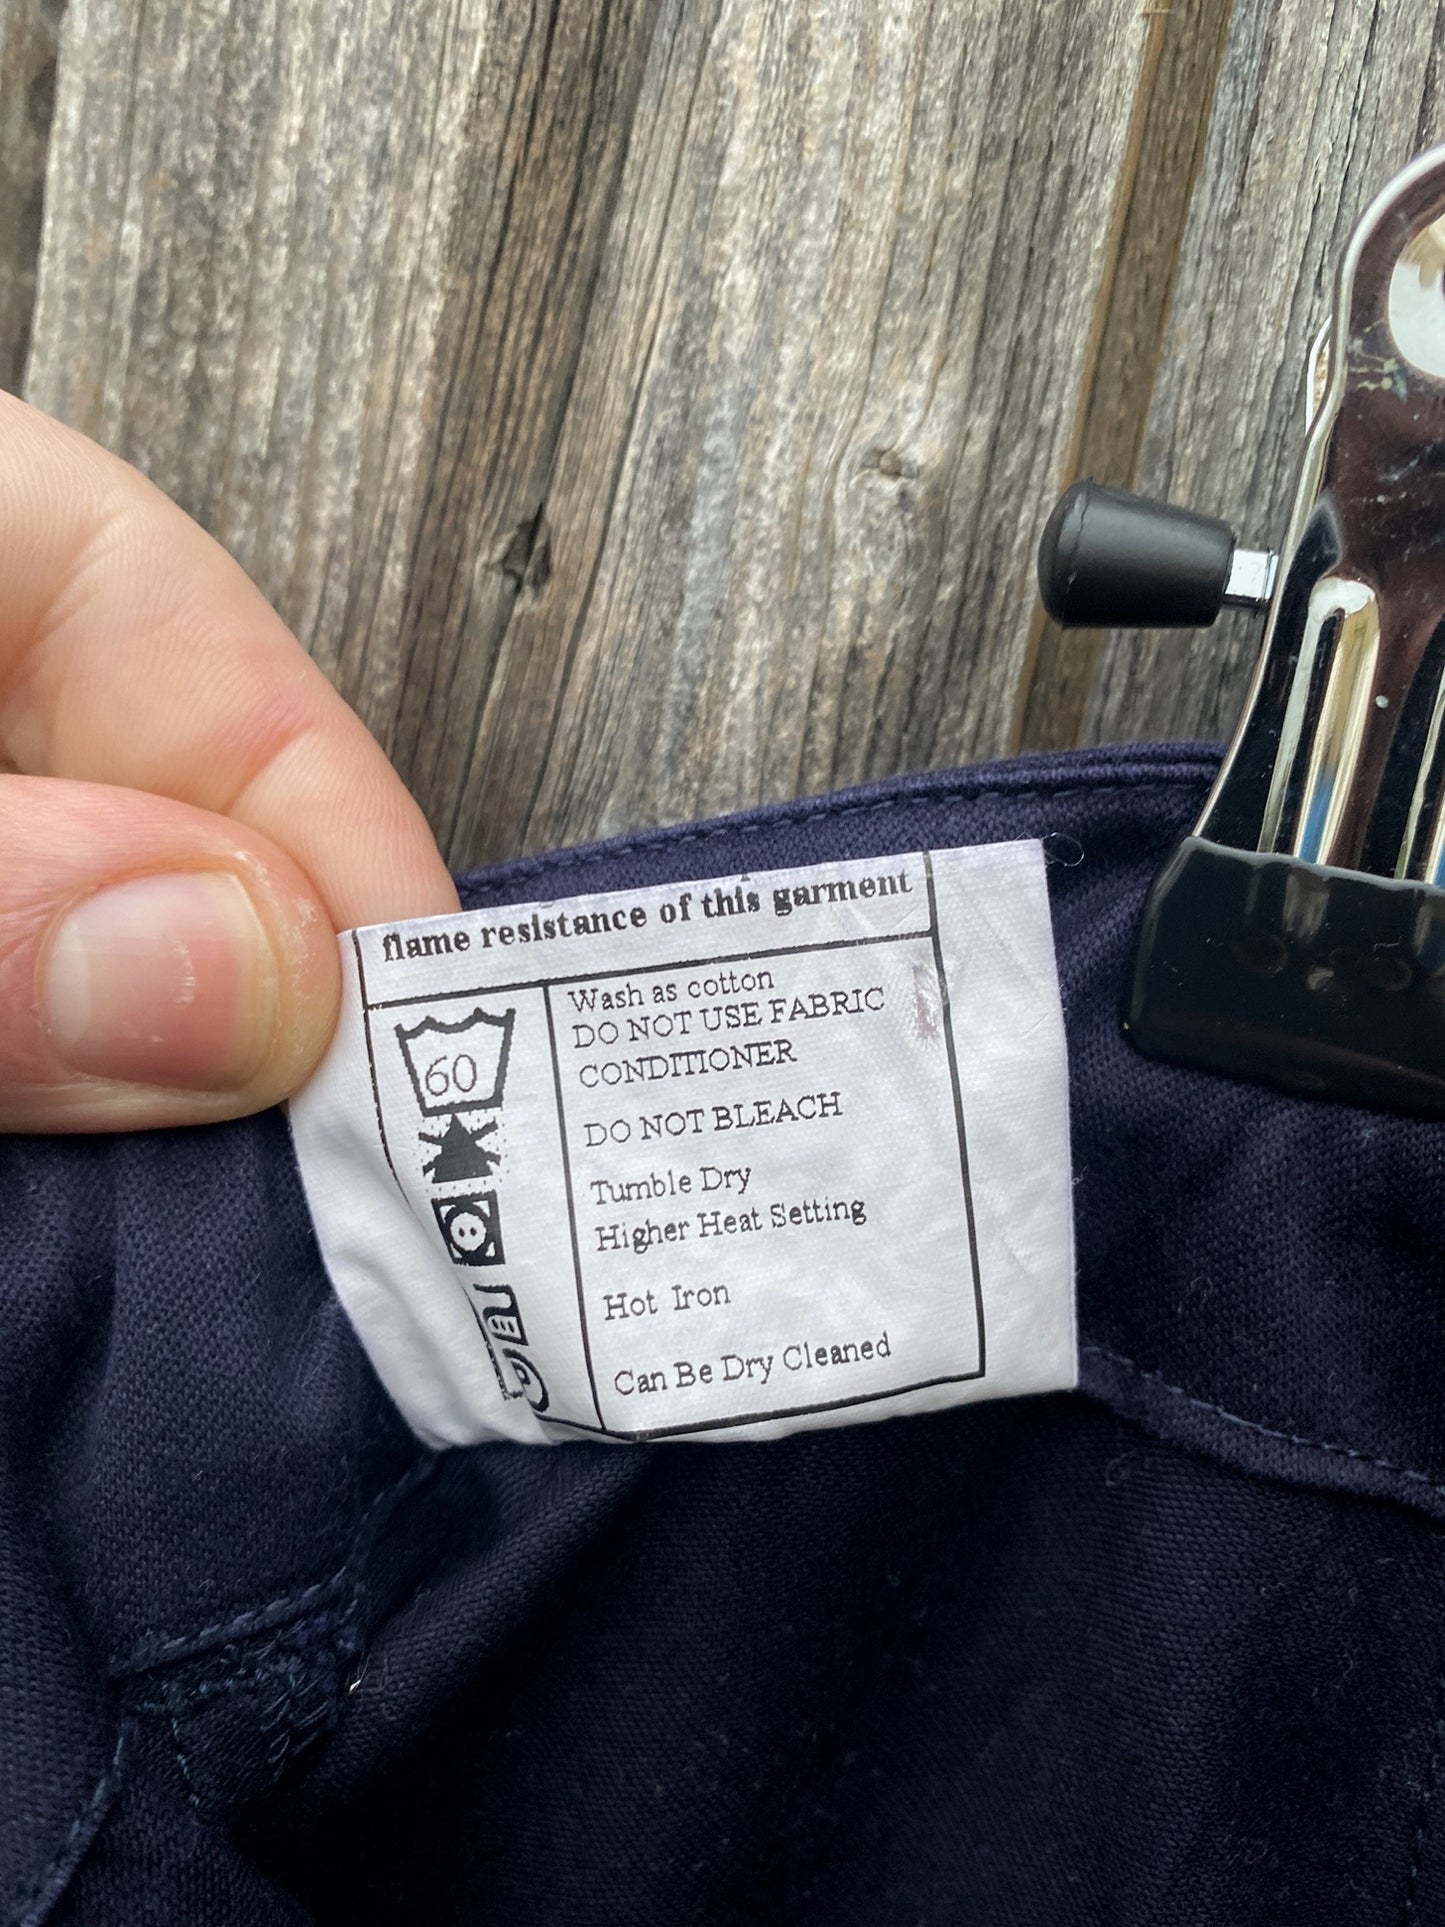 flame resistance of this garment
60
Wash as cotton
DO NOT USE FABRIC
CONDITIONER
DO NOT BLEACH
Tumble Dry
Higher Heat Setting
Hot Iron
Can Be Dry Cleaned